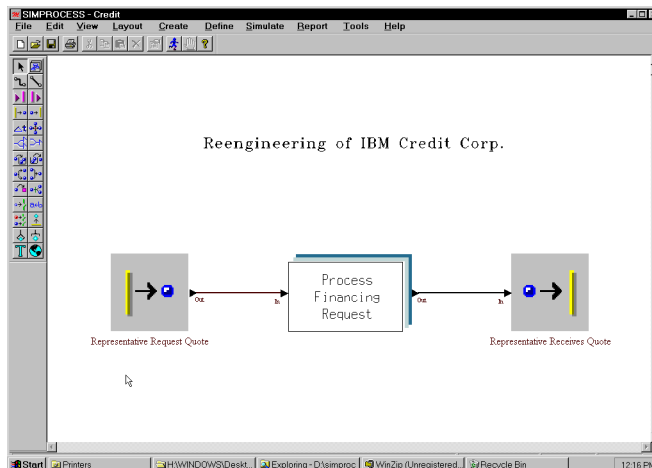 SIMPROCESS - Credit
File Edit View Layout Create Define Simulate Report Tools Help
Reengineering of IBM Credit Corp.
Process
Financing
Request
Out In Out In
Representative Request Quote Representative Receives Quote
Start Printers H:\WINDOWS\Deskt... Exploring - D:\simproc WinZip (Unregistered... Recycle Bin 12:16 PM